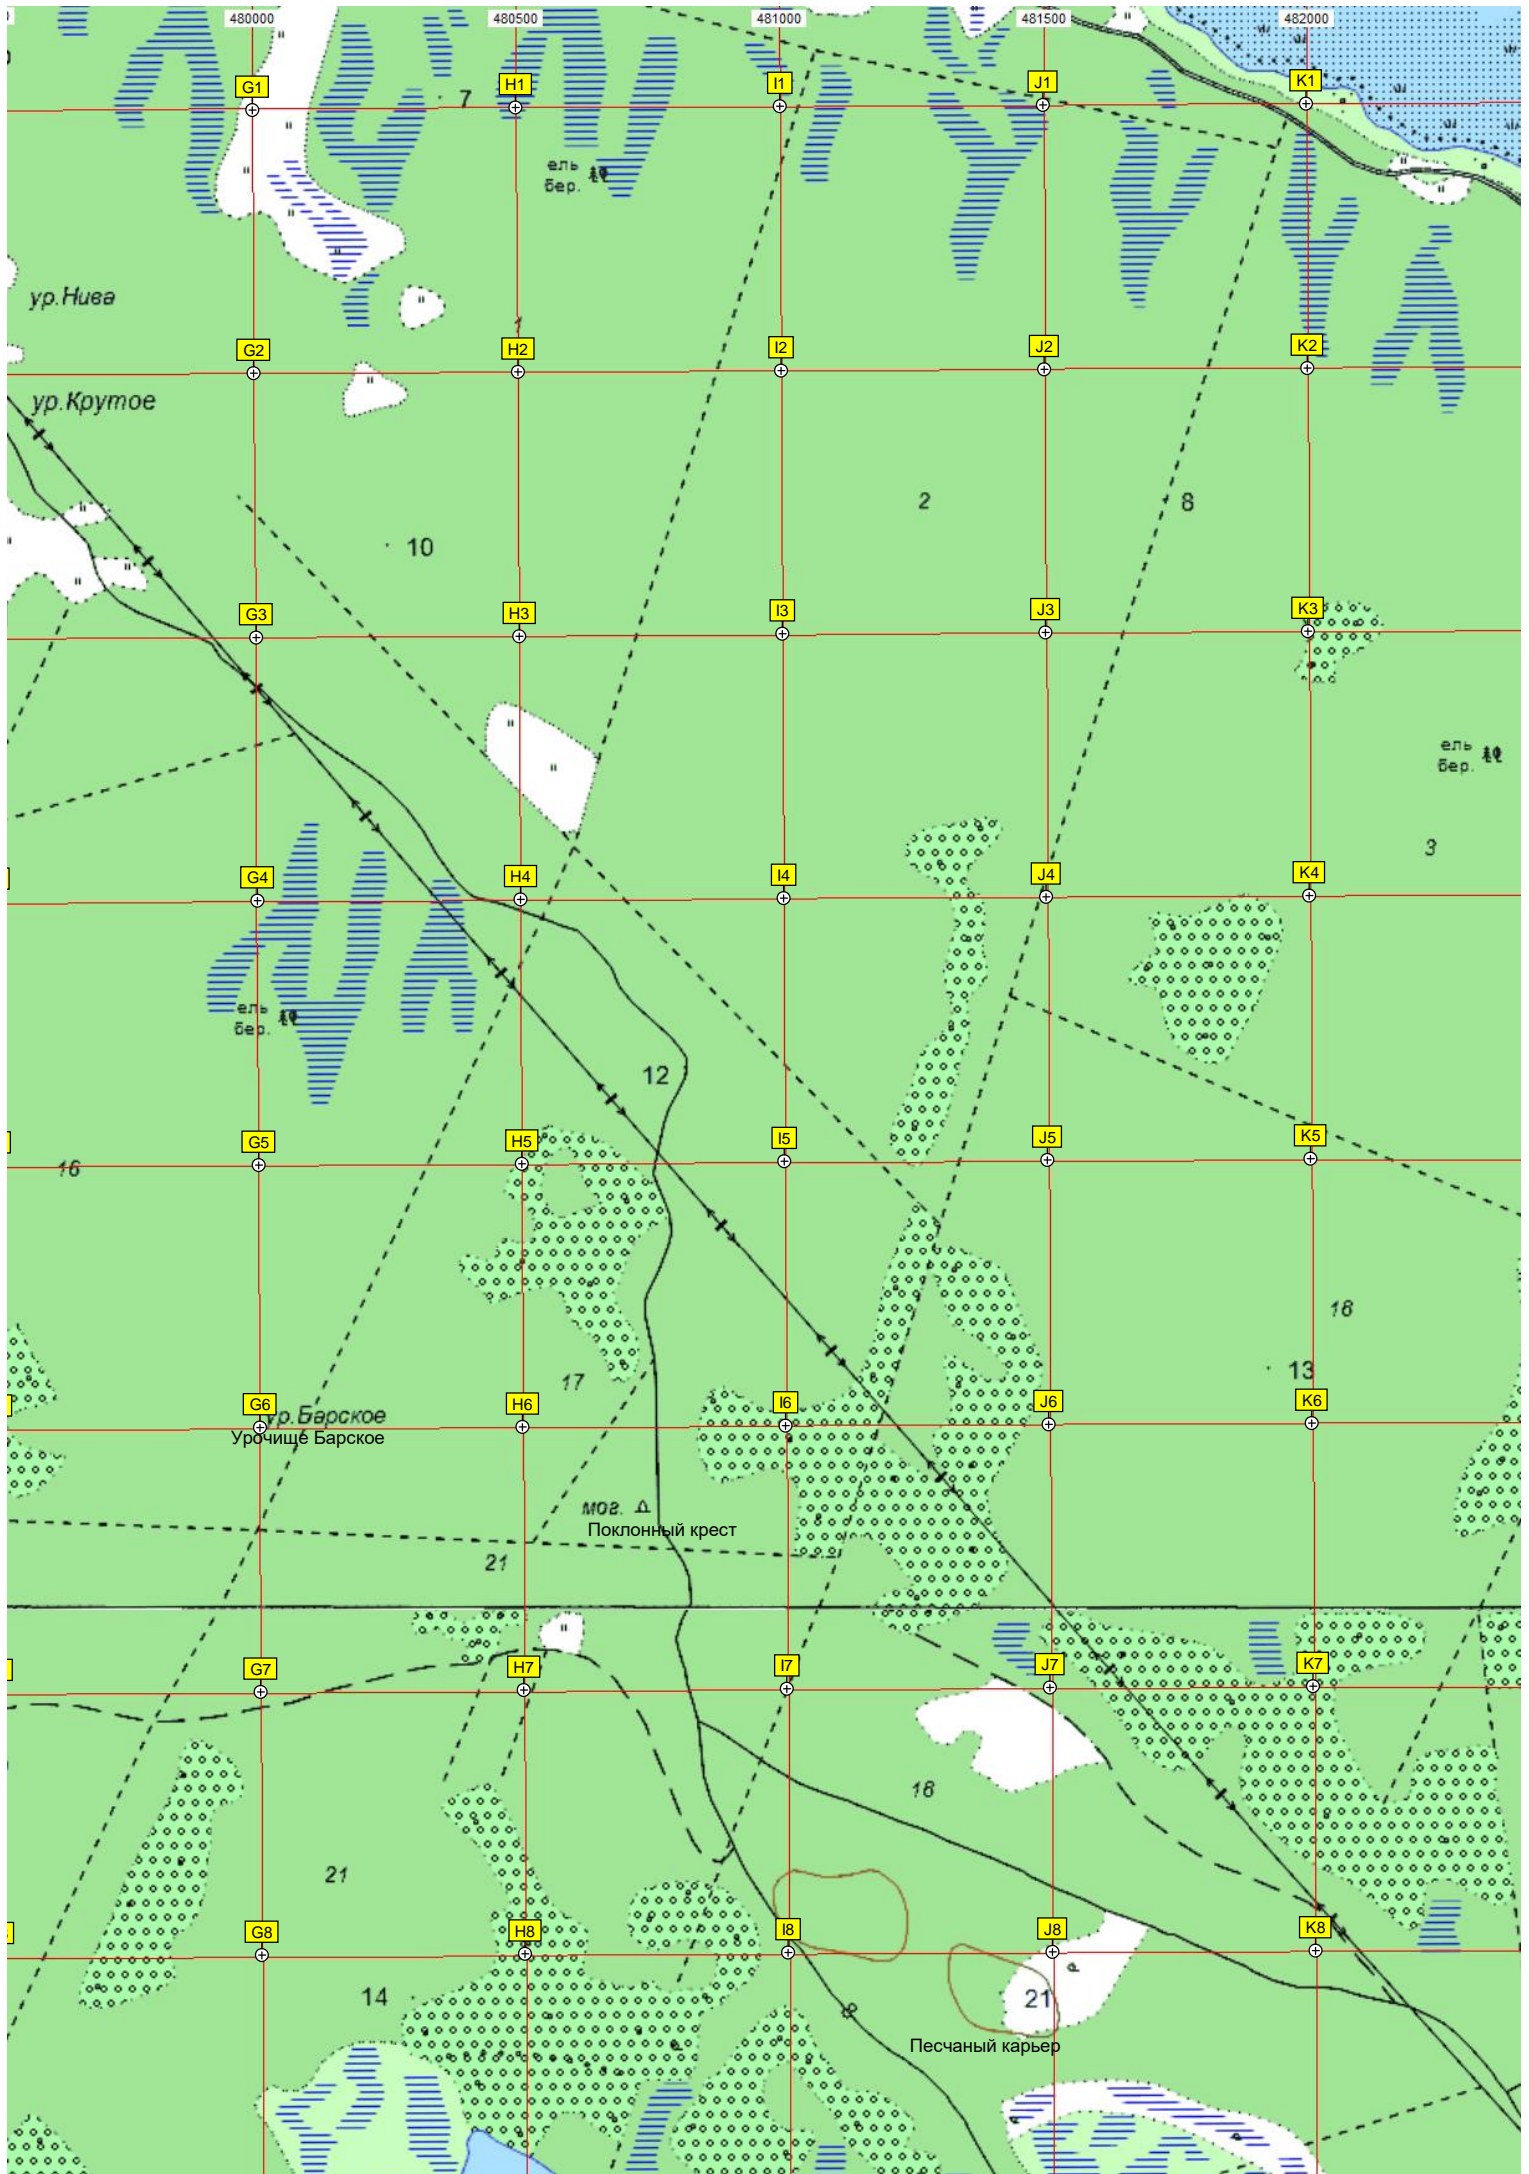 480000 480500 481000 481500 482000
G1 H1 I1 J1 K1
7
ель
бер.
ур.Нива
1
G2 H2 I2 J2 K2
ур.Крутое
2 8
10
G3 H3 I3 J3 K3
ель
бер.
3
G4 H4 I4 J4 K4
ель
бер.
12
G5 H5 I5 J5 K5
16
18
13
17
G6 H6 I6 J6 K6
ур.Барское
Урочище Барское
мог.
Поклонный крест
21
G7 H7 I7 J7 K7
18
21
G8 H8 I8 J8 K8
14 21
Песчаный карьер